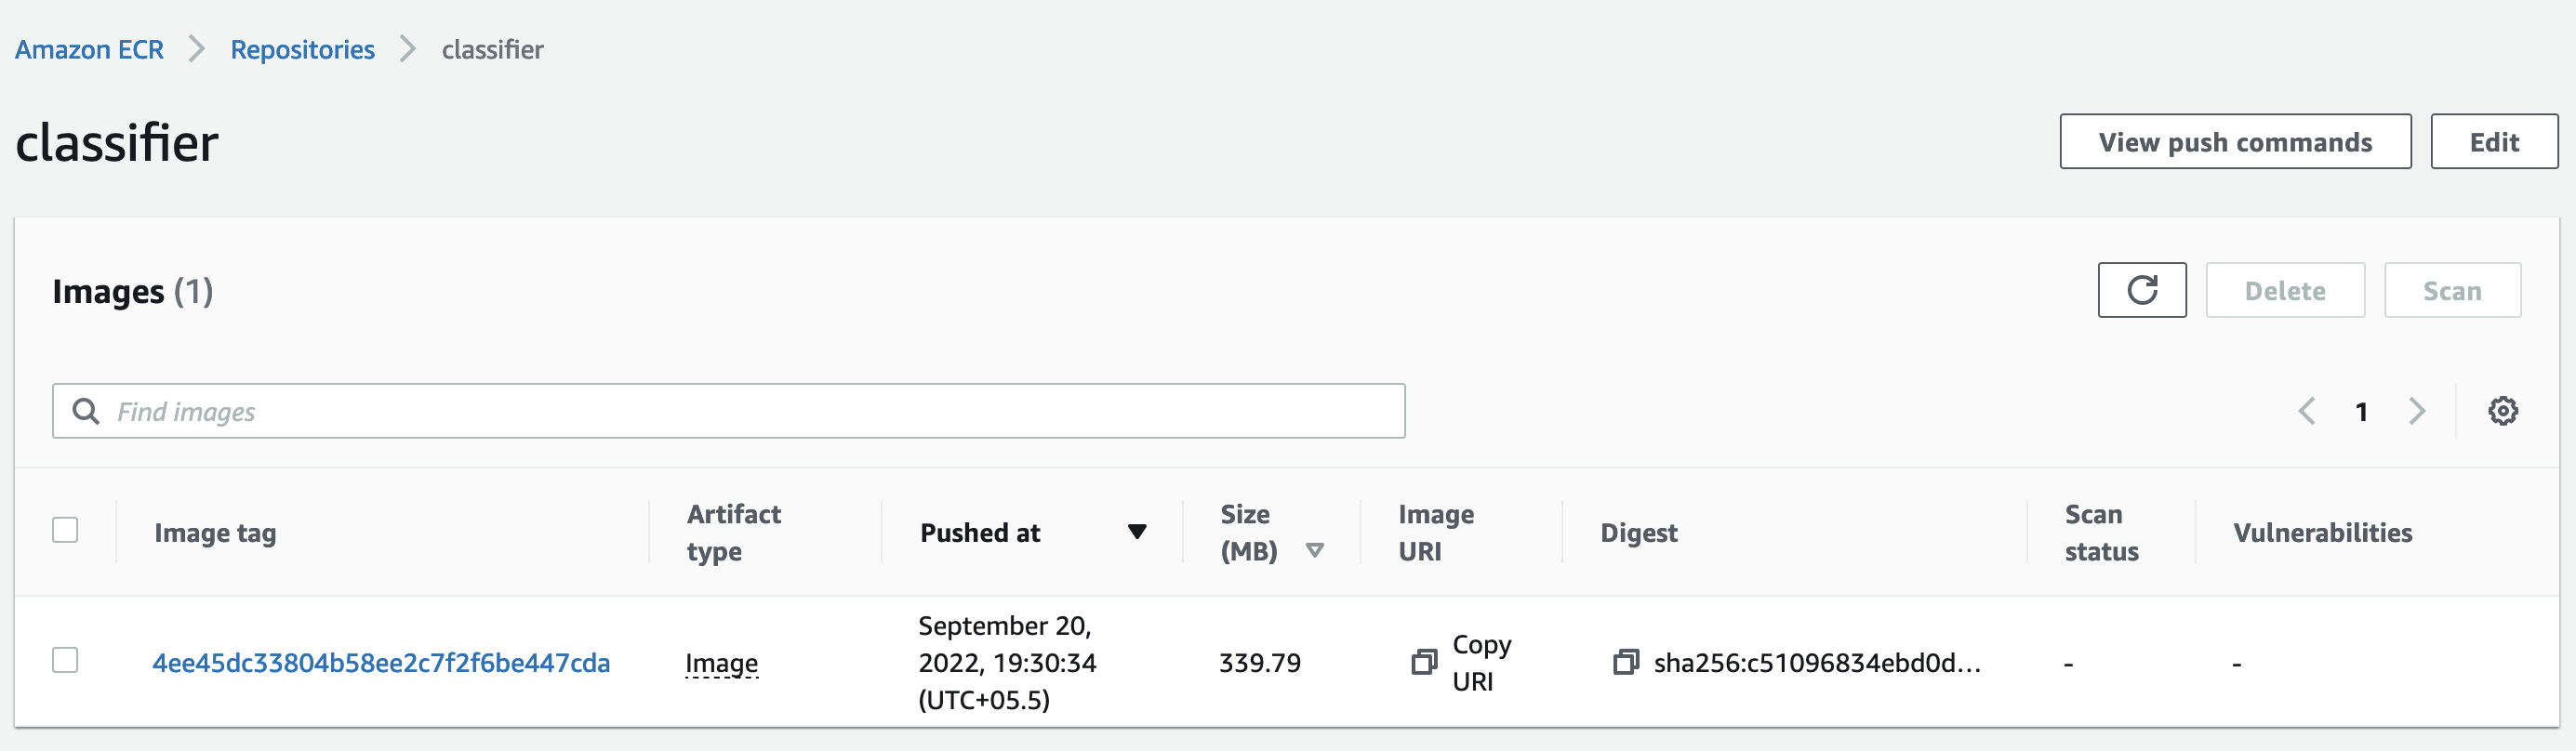 Amazon ECR > Repositories > classifier
classifier
View push commands
Edit
Images (1)
Delete
Scan
Find images
1
Image tag
Artifact
type
Pushed at
Size
(MB)
Image
URI
Digest
Scan
status
Vulnerabilities
4ee45dc33804b58ee2c7f2f6be447cda
Image
September 20,
2022, 19:30:34
(UTC+05.5)
339.79
Copy
URI
sha256:c51096834ebd0d...
-
-